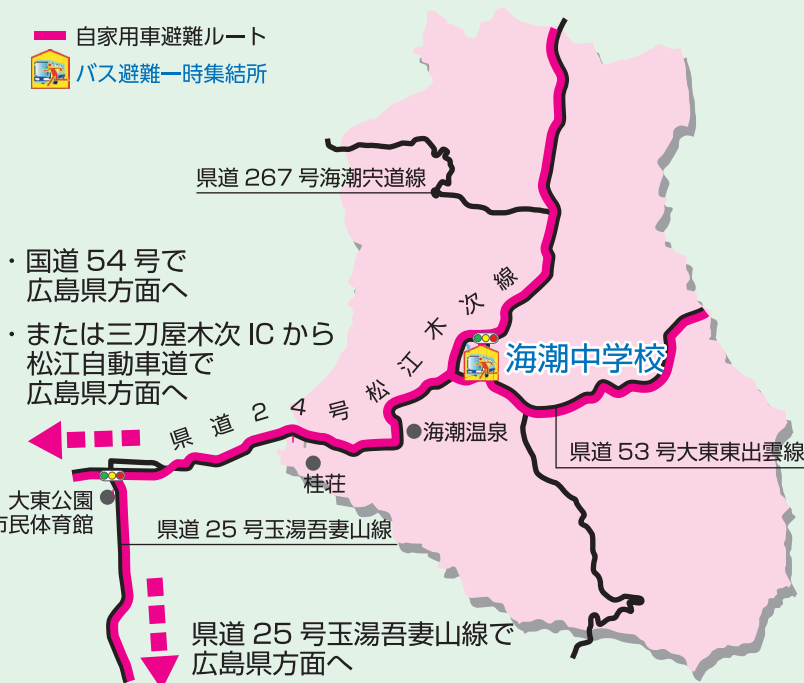 自家用車避難ルート
バス避難一時集結所
県道 267 号海潮宍道線
・国道 54 号で
広島県方面へ
・または三刀屋木次 IC から
松江自動車道で
広島県方面へ
県道24号松江木次線
海潮中学校
海潮温泉
県道 53 号大東東出雲線
桂荘
大東公園
市民体育館
県道 25 号玉湯吾妻山線
県道 25 号玉湯吾妻山線で
広島県方面へ